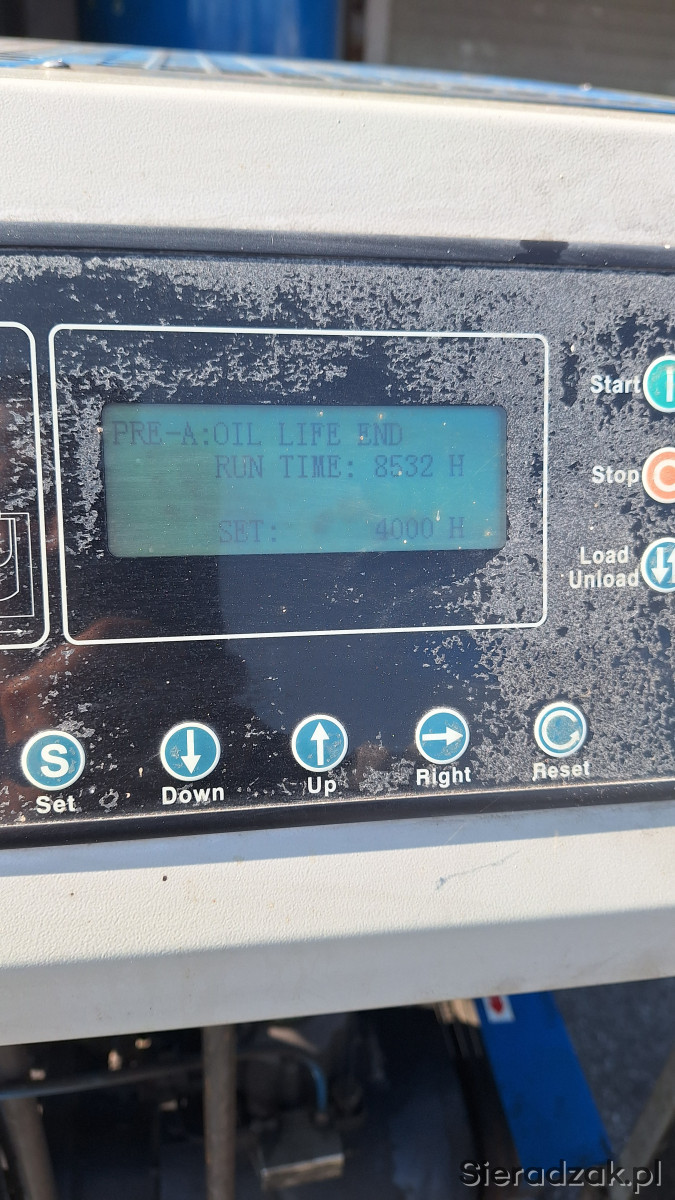 PRE-A:OIL LIFE END
RUN TIME: 8532 H
SET: 4000 H
Start
Stop
Load
Unload
S
Set
Down
Up
Right
Reset
Sieradzak.pl